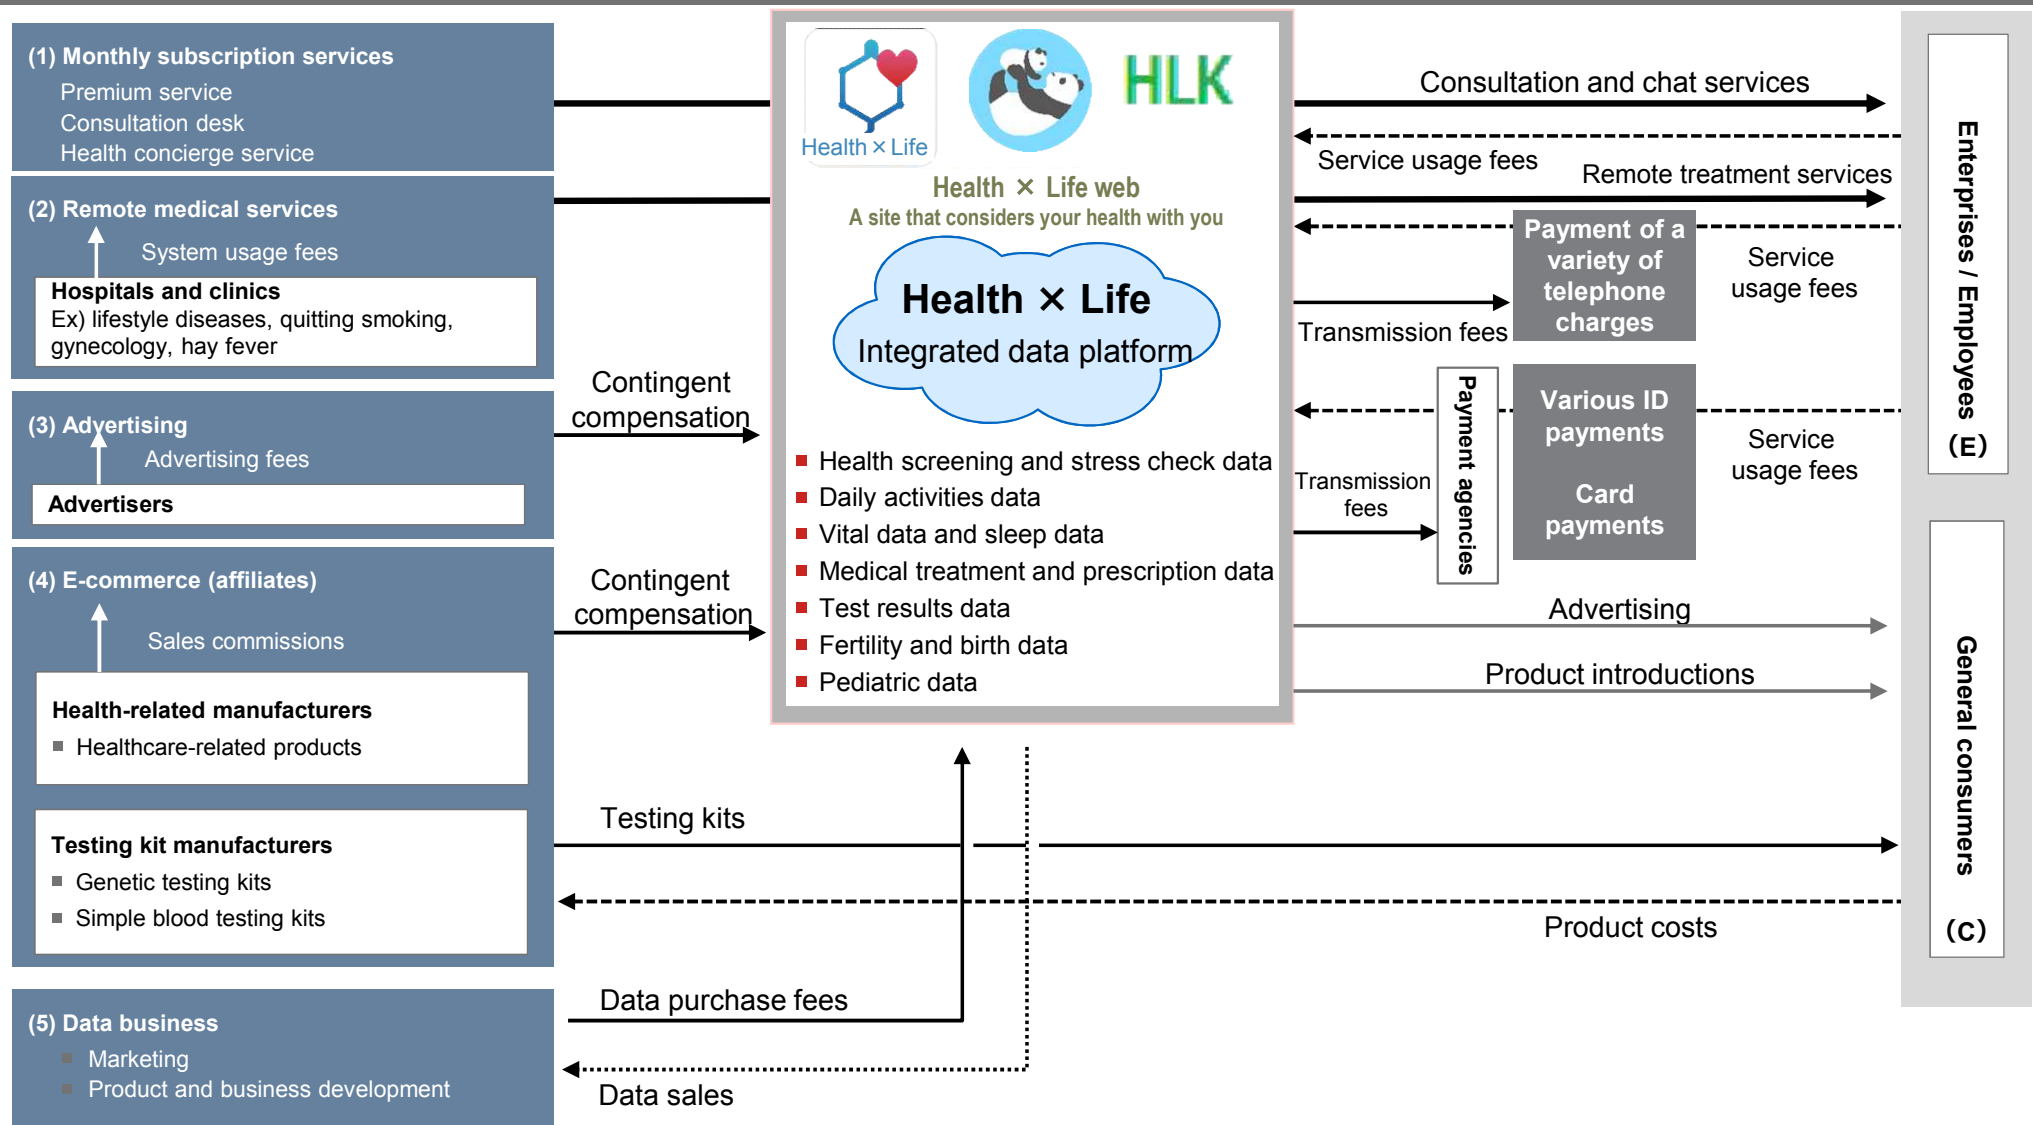 (1) Monthly subscription services
Premium service
Consultation desk
Health concierge service
(2) Remote medical services
System usage fees
Hospitals and clinics
Ex) lifestyle diseases, quitting smoking,
gynecology, hay fever
(3) Advertising
Advertising fees
Advertisers
(4) E-commerce (affiliates)
Sales commissions
Health-related manufacturers
Healthcare-related products
Testing kit manufacturers
Genetic testing kits
Simple blood testing kits
(5) Data business
Marketing
Product and business development
Contingent
compensation
Contingent
compensation
Testing kits
Data purchase fees
Data sales
Health × Life
HLK
Health × Life web
A site that considers your health with you
Health × Life
Integrated data platform
Health screening and stress check data
Daily activities data
Vital data and sleep data
Medical treatment and prescription data
Test results data
Fertility and birth data
Pediatric data
Consultation and chat services
Service usage fees
Remote treatment services
Payment of a
variety of
telephone
charges
Service
usage fees
Transmission fees
Payment agencies
Various ID
payments
Card
payments
Service
usage fees
Transmission
fees
Advertising
Product introductions
Product costs
Enterprises / Employees
(E)
General consumers
(C)